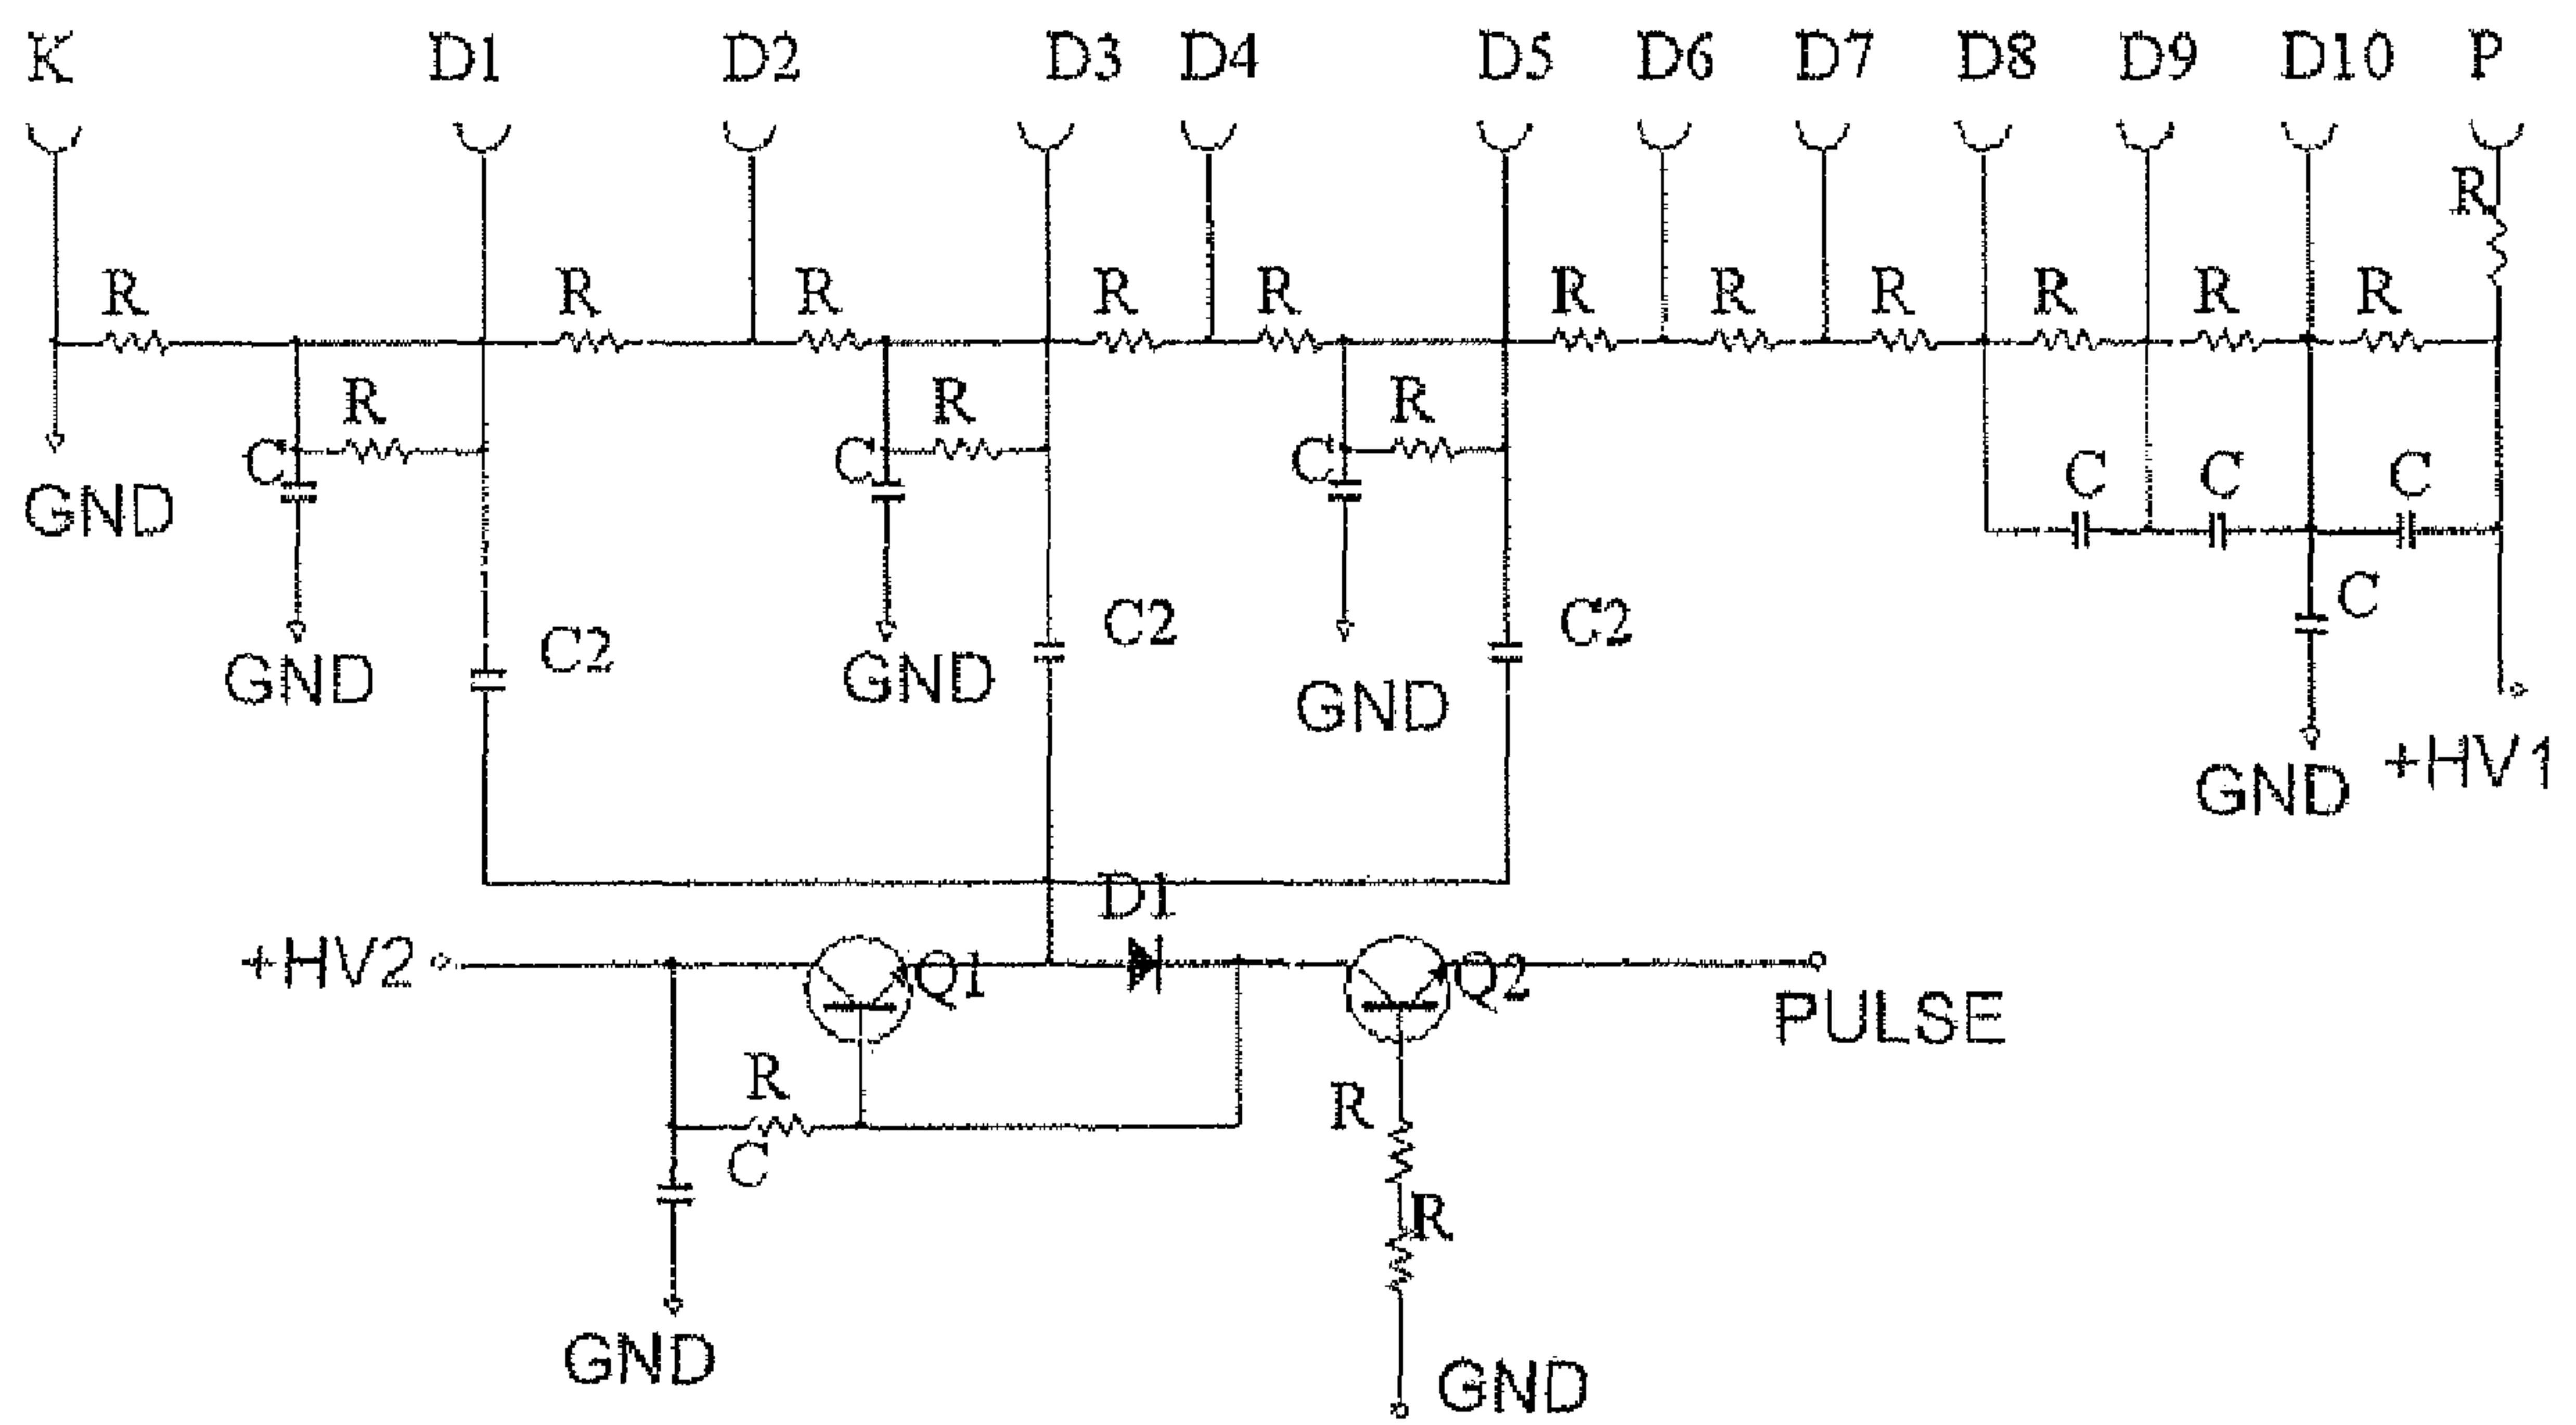 K D1 D2 D3 D4 D5 D6 D7 D8 D9 D10 P
R
R R R R R R R R R R R
R R R
C C C
C C C
GND
C
C2 C2 C2
GND GND GND
GND +HV1
D1
+HV2 Q1 Q2
PULSE
R R
C
R
GND GND